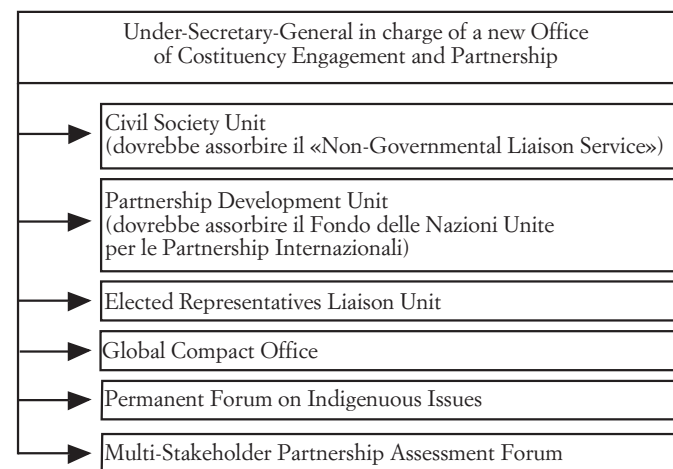 Under-Secretary-General in charge of a new Office
of Costituency Engagement and Partnership
Civil Society Unit
(dovrebbe assorbire il «Non-Governmental Liaison Service»)
Partnership Development Unit
(dovrebbe assorbire il Fondo delle Nazioni Unite
per le Partnership Internazionali)
Elected Representatives Liaison Unit
Global Compact Office
Permanent Forum on Indigenuous Issues
Multi-Stakeholder Partnership Assessment Forum